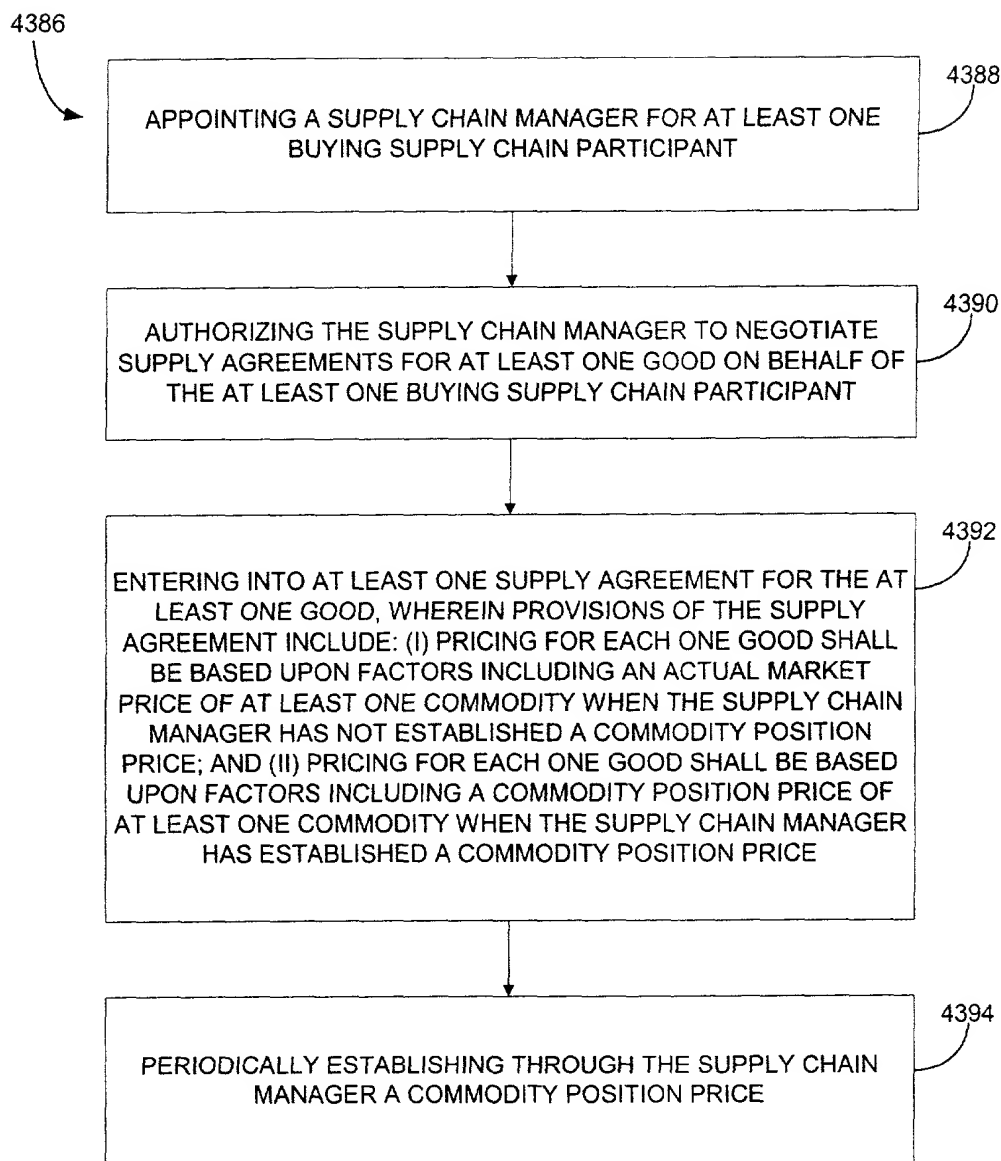 4386
4388
APPOINTING A SUPPLY CHAIN MANAGER FOR AT LEAST ONE
BUYING SUPPLY CHAIN PARTICIPANT
4390
AUTHORIZING THE SUPPLY CHAIN MANAGER TO NEGOTIATE
SUPPLY AGREEMENTS FOR AT LEAST ONE GOOD ON BEHALF OF
THE AT LEAST ONE BUYING SUPPLY CHAIN PARTICIPANT
4392
ENTERING INTO AT LEAST ONE SUPPLY AGREEMENT FOR THE AT
LEAST ONE GOOD, WHEREIN PROVISIONS OF THE SUPPLY
AGREEMENT INCLUDE: (I) PRICING FOR EACH ONE GOOD SHALL
BE BASED UPON FACTORS INCLUDING AN ACTUAL MARKET
PRICE OF AT LEAST ONE COMMODITY WHEN THE SUPPLY CHAIN
MANAGER HAS NOT ESTABLISHED A COMMODITY POSITION
PRICE; AND (II) PRICING FOR EACH ONE GOOD SHALL BE BASED
UPON FACTORS INCLUDING A COMMODITY POSITION PRICE OF
AT LEAST ONE COMMODITY WHEN THE SUPPLY CHAIN MANAGER
HAS ESTABLISHED A COMMODITY POSITION PRICE
4394
PERIODICALLY ESTABLISHING THROUGH THE SUPPLY CHAIN
MANAGER A COMMODITY POSITION PRICE